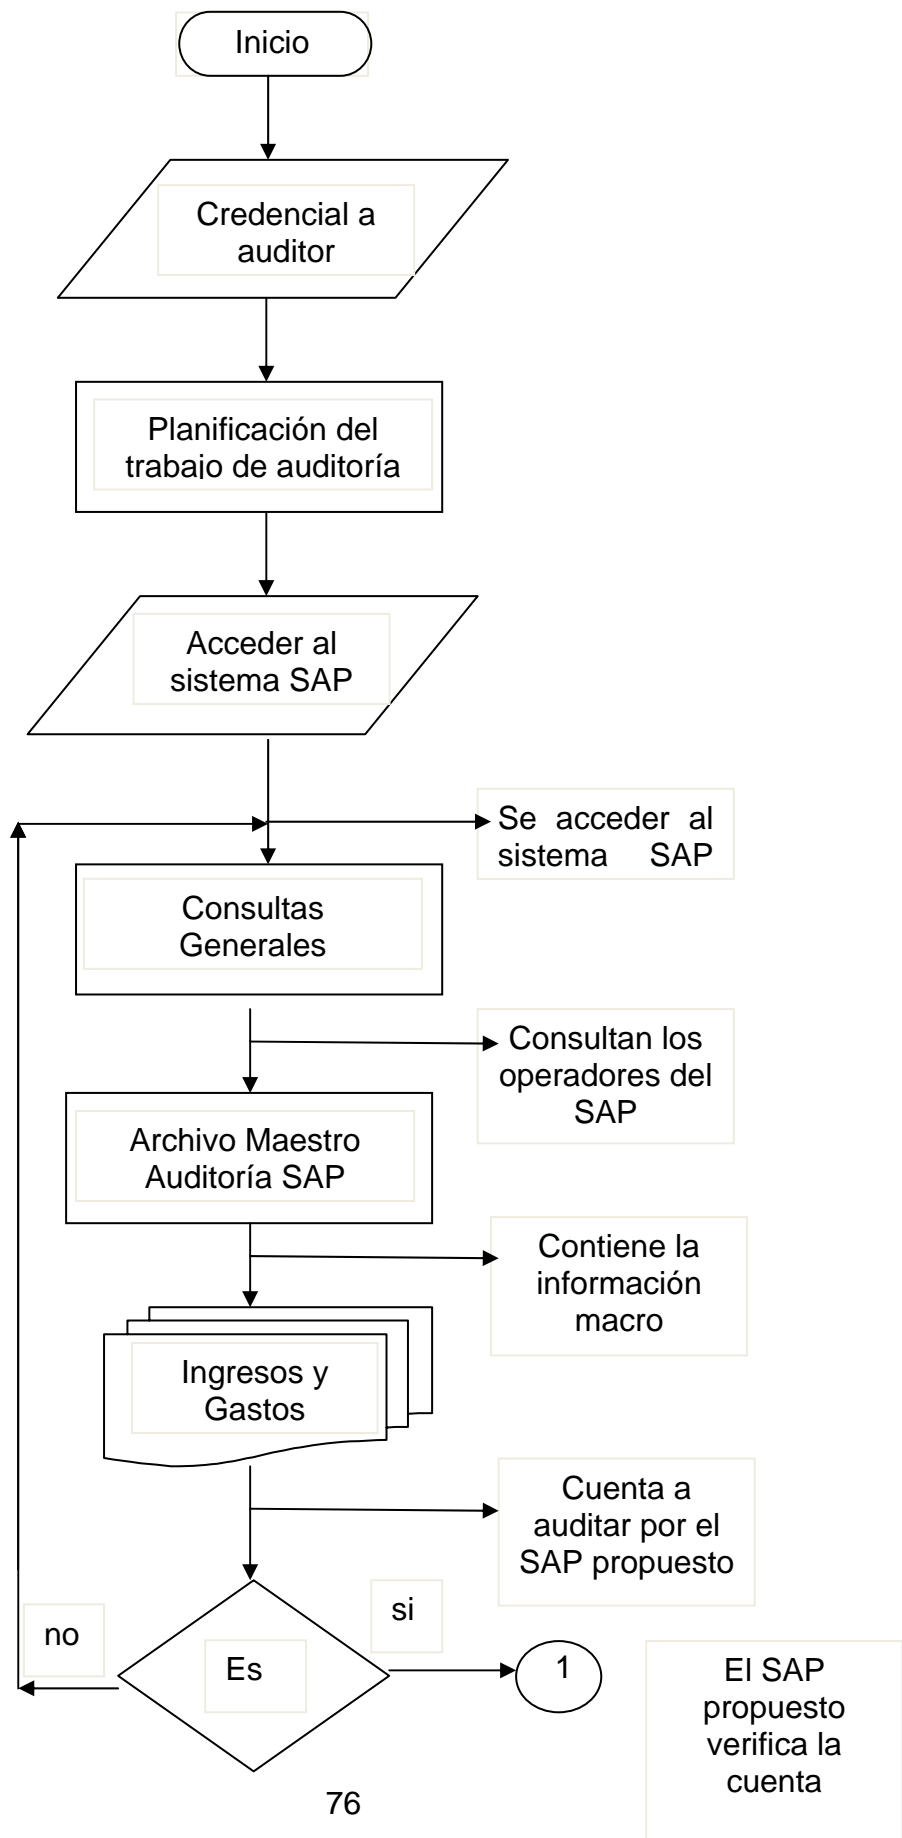 Inicio
Credencial a
auditor
Planificación del
trabajo de auditoría
Acceder al
sistema SAP
Se acceder al
sistema SAP
Consultas
Generales
Consultan los
operadores del
SAP
Archivo Maestro
Auditoría SAP
Contiene la
información
macro
Ingresos y
Gastos
Cuenta a
auditar por el
SAP propuesto
si
no
Es
1
El SAP
propuesto
verifica la
cuenta
76